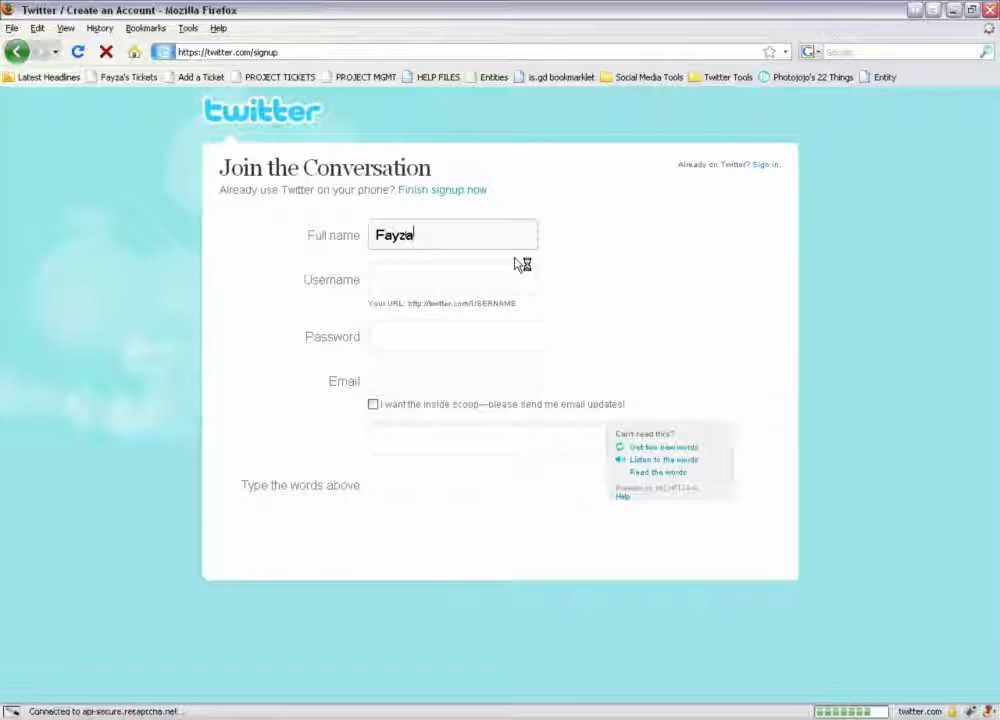 Twitter / Create an Account - Mozilla Firefox
File Edit View History Bookmarks Tools Help
https://twitter.com/signup
Google
Latest Headlines Fayza's Tickets Add a Ticket PROJECT TICKETS PROJECT MGMT HELP FILES Entities is.gd bookmarklet Social Media Tools Twitter Tools Photojojo's 22 Things Entity
twitter
Join the Conversation
Already on Twitter? Sign in.
Already use Twitter on your phone? Finish signup now
Full name Fayza
Username
Your URL: http://twitter.com/USERNAME
Password
Email
I want the inside scoop—please send me email updates!
Can't read this?
Get two new words
Listen to the words
Read the words
Powered by reCAPTCHA.
Help
Type the words above
Connected to api-secure.recaptcha.net...
twitter.com